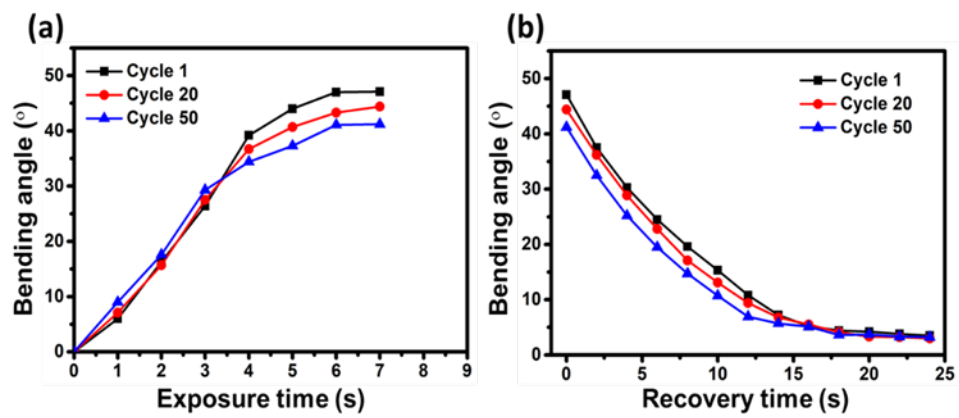 (a)
50
40
30
20
10
0
Bending angle (°)
Cycle 1
Cycle 20
Cycle 50
0 1 2 3 4 5 6 7 8 9
Exposure time (s)
(b)
50
40
30
20
10
0
Bending angle (°)
Cycle 1
Cycle 20
Cycle 50
0 5 10 15 20 25
Recovery time (s)